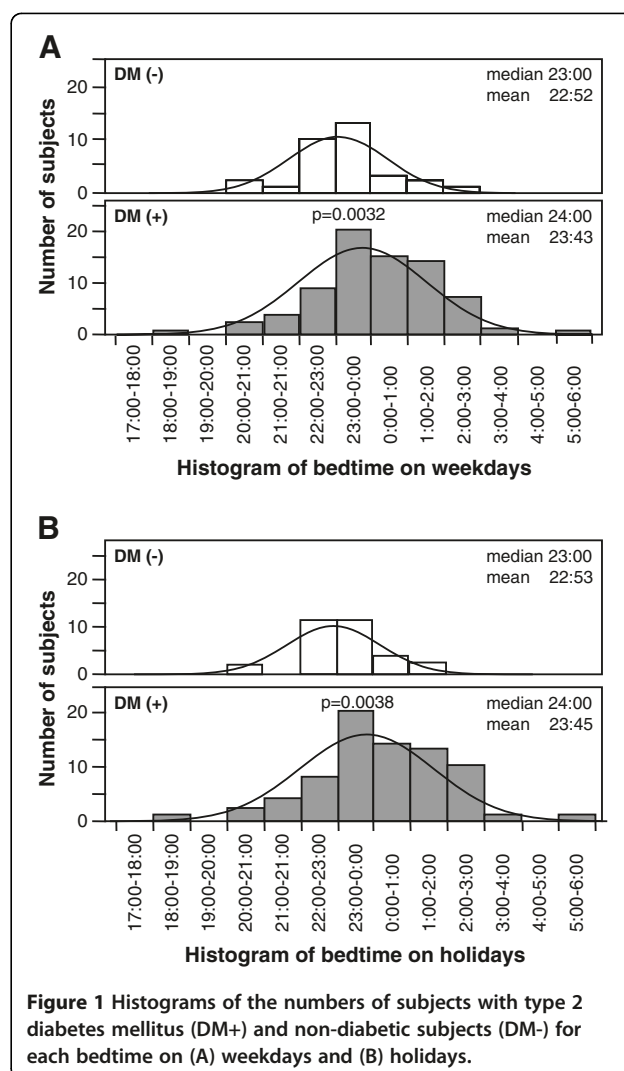 A
DM (-)
median 23:00
mean 22:52
20
10
0
Number of subjects
DM (+)
p=0.0032
median 24:00
mean 23:43
20
10
0
17:00-18:00
18:00-19:00
19:00-20:00
20:00-21:00
21:00-21:00
22:00-23:00
23:00-0:00
0:00-1:00
1:00-2:00
2:00-3:00
3:00-4:00
4:00-5:00
5:00-6:00
Histogram of bedtime on weekdays
B
DM (-)
median 23:00
mean 22:53
20
10
0
Number of subjects
DM (+)
p=0.0038
median 24:00
mean 23:45
20
10
0
17:00-18:00
18:00-19:00
19:00-20:00
20:00-21:00
21:00-21:00
22:00-23:00
23:00-0:00
0:00-1:00
1:00-2:00
2:00-3:00
3:00-4:00
4:00-5:00
5:00-6:00
Histogram of bedtime on holidays
Figure 1 Histograms of the numbers of subjects with type 2
diabetes mellitus (DM+) and non-diabetic subjects (DM-) for
each bedtime on (A) weekdays and (B) holidays.